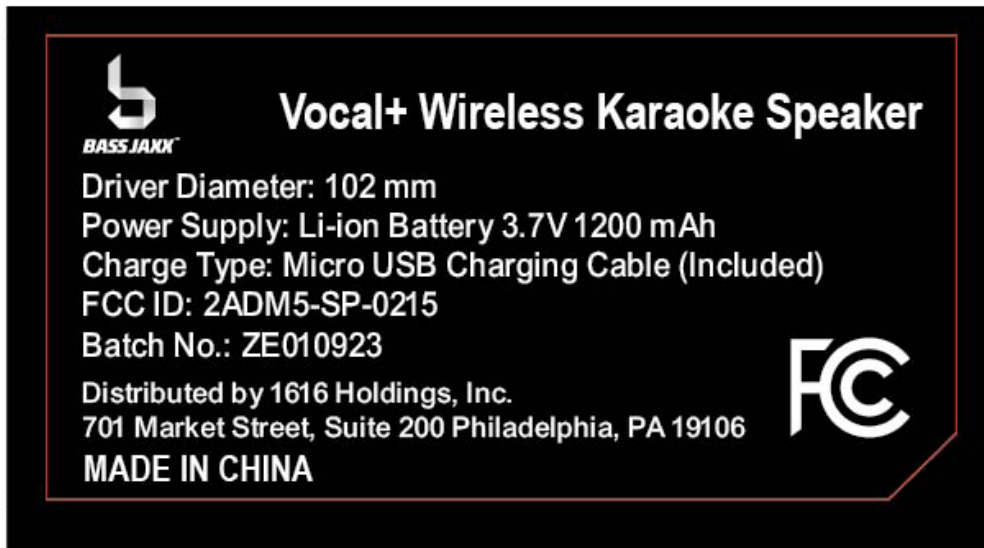 BASS JAXX™
Vocal+ Wireless Karaoke Speaker
Driver Diameter: 102 mm
Power Supply: Li-ion Battery 3.7V 1200 mAh
Charge Type: Micro USB Charging Cable (Included)
FCC ID: 2ADM5-SP-0215
Batch No.: ZE010923
Distributed by 1616 Holdings, Inc.
701 Market Street, Suite 200 Philadelphia, PA 19106
MADE IN CHINA
FCC